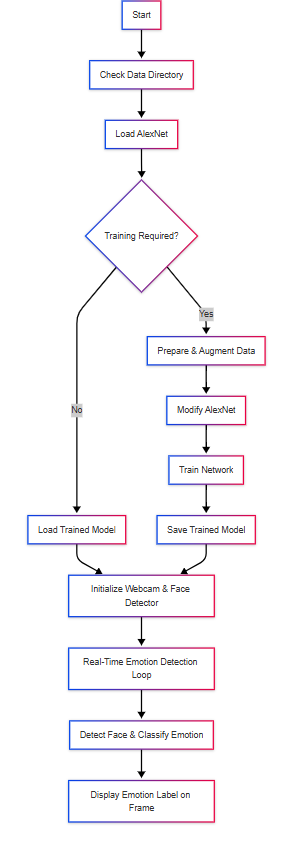 Start
Check Data Directory
Load AlexNet
Training Required?
Yes
Prepare & Augment Data
No
Modify AlexNet
Train Network
Load Trained Model
Save Trained Model
Initialize Webcam & Face
Detector
Real-Time Emotion Detection
Loop
Detect Face & Classify Emotion
Display Emotion Label on
Frame